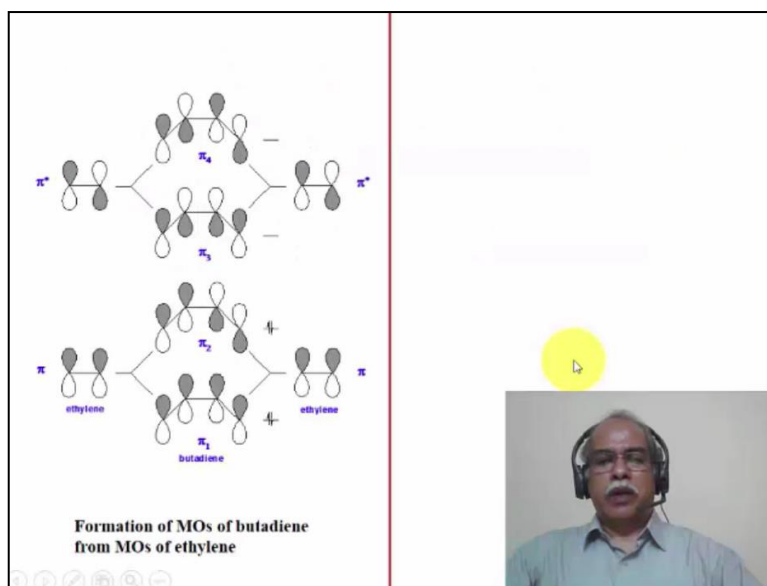 π₄
π* π*
π₃
π₂
π π
ethylene ethylene
π₁
butadiene
Formation of MOs of butadiene
from MOs of ethylene